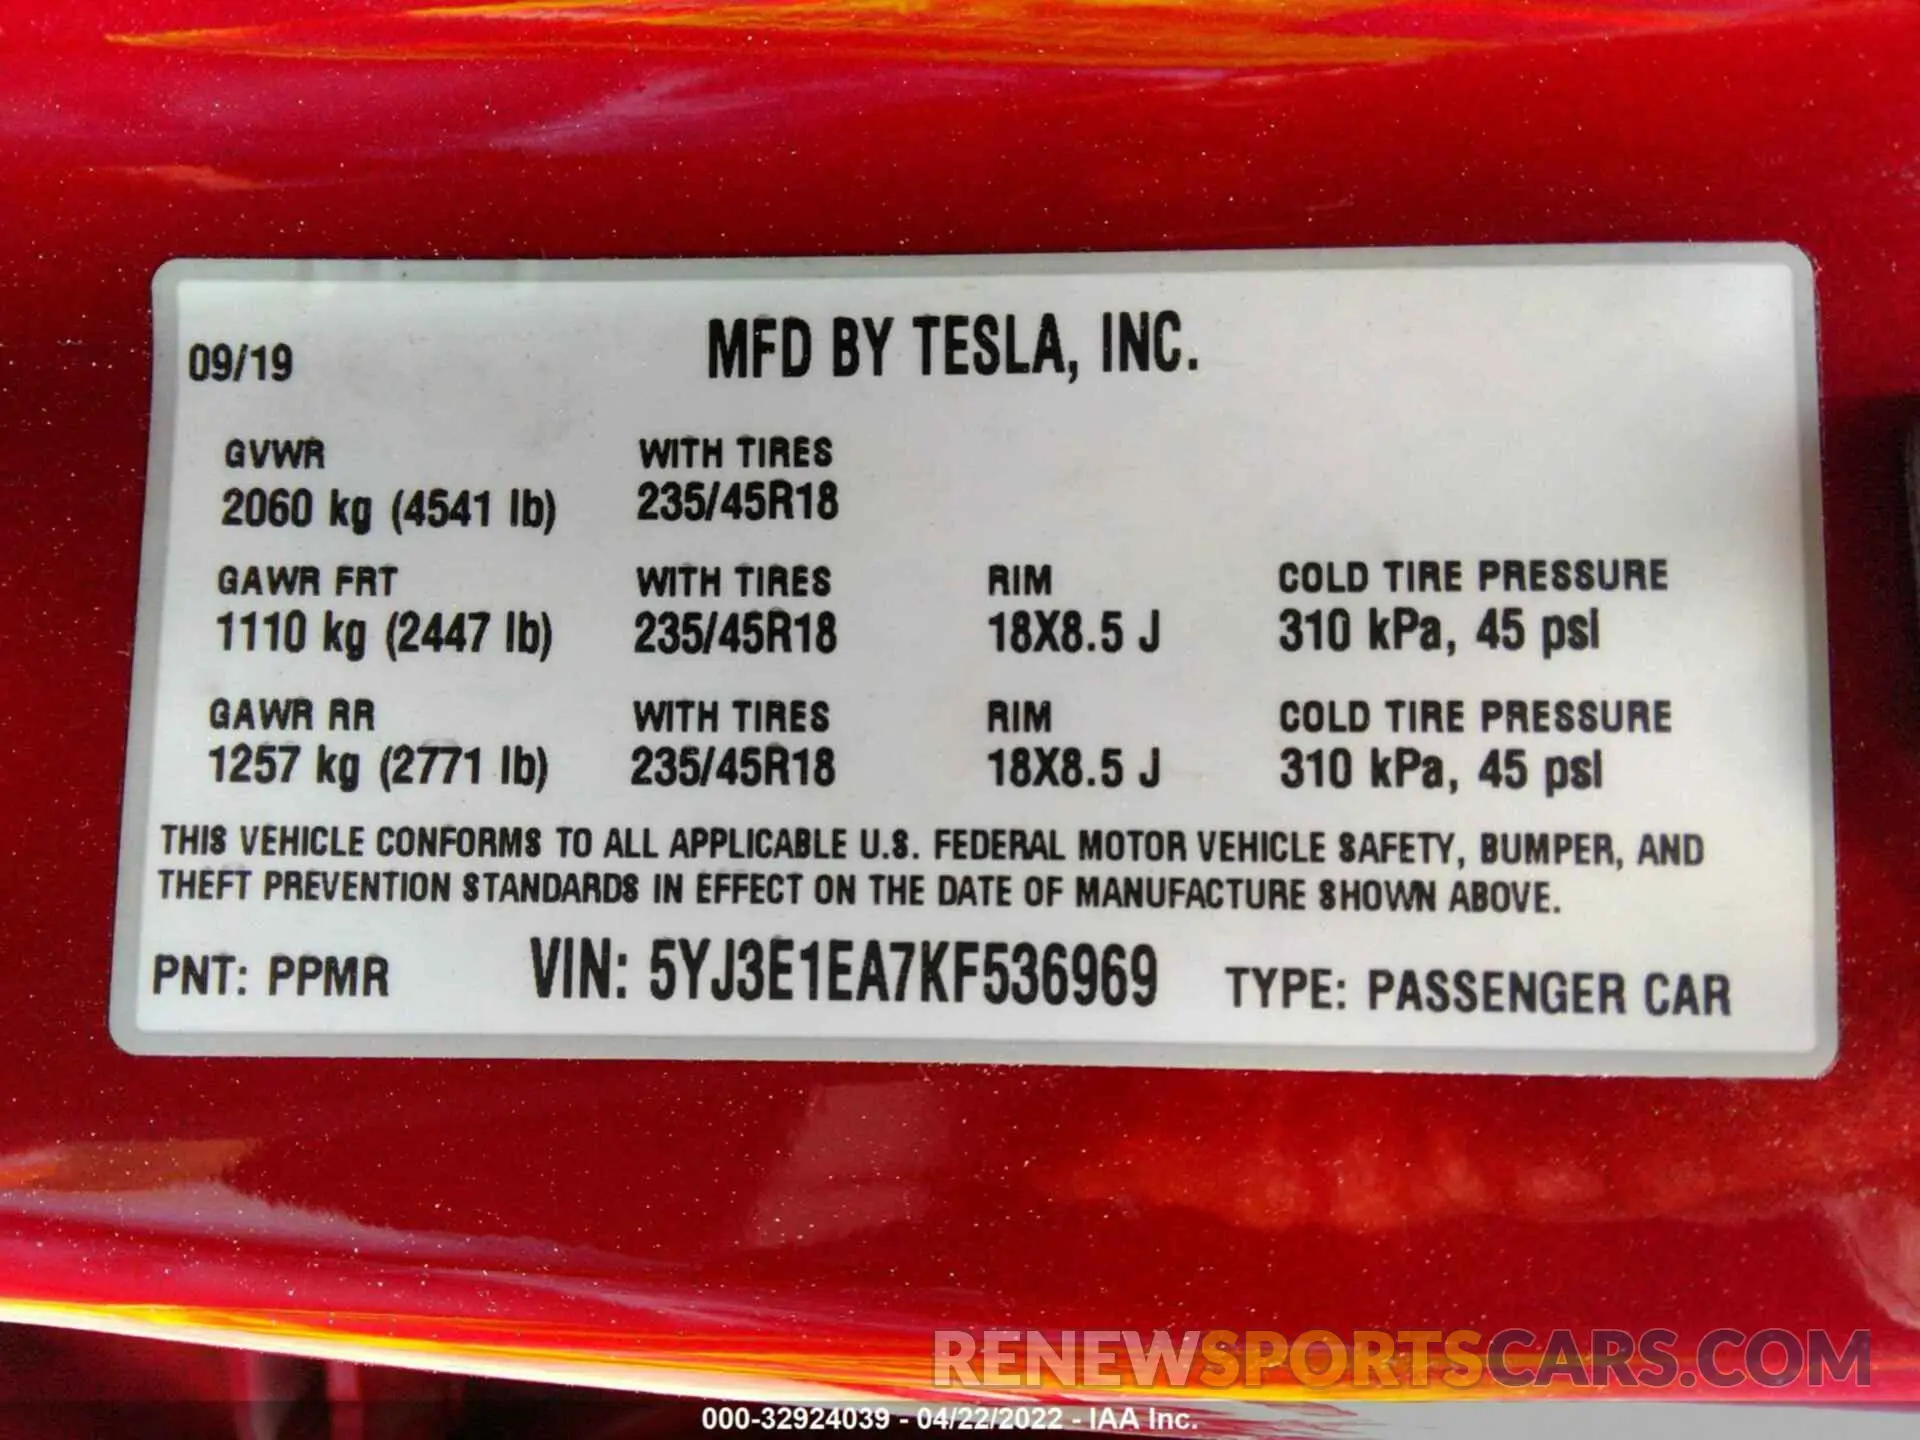 09/19 MFD BY TESLA, INC.
GVWR WITH TIRES
2060 kg (4541 lb) 235/45R18
GAWR FRT WITH TIRES RIM COLD TIRE PRESSURE
1110 kg (2447 lb) 235/45R18 18X8.5 J 310 kPa, 45 psi
GAWR RR WITH TIRES RIM COLD TIRE PRESSURE
1257 kg (2771 lb) 235/45R18 18X8.5 J 310 kPa, 45 psi
THIS VEHICLE CONFORMS TO ALL APPLICABLE U.S. FEDERAL MOTOR VEHICLE SAFETY, BUMPER, AND
THEFT PREVENTION STANDARDS IN EFFECT ON THE DATE OF MANUFACTURE SHOWN ABOVE.
PNT: PPMR VIN: 5YJ3E1EA7KF536969 TYPE: PASSENGER CAR
RENEWSPORTSCARS.COM
000-32924039 - 04/22/2022 - IAA Inc.